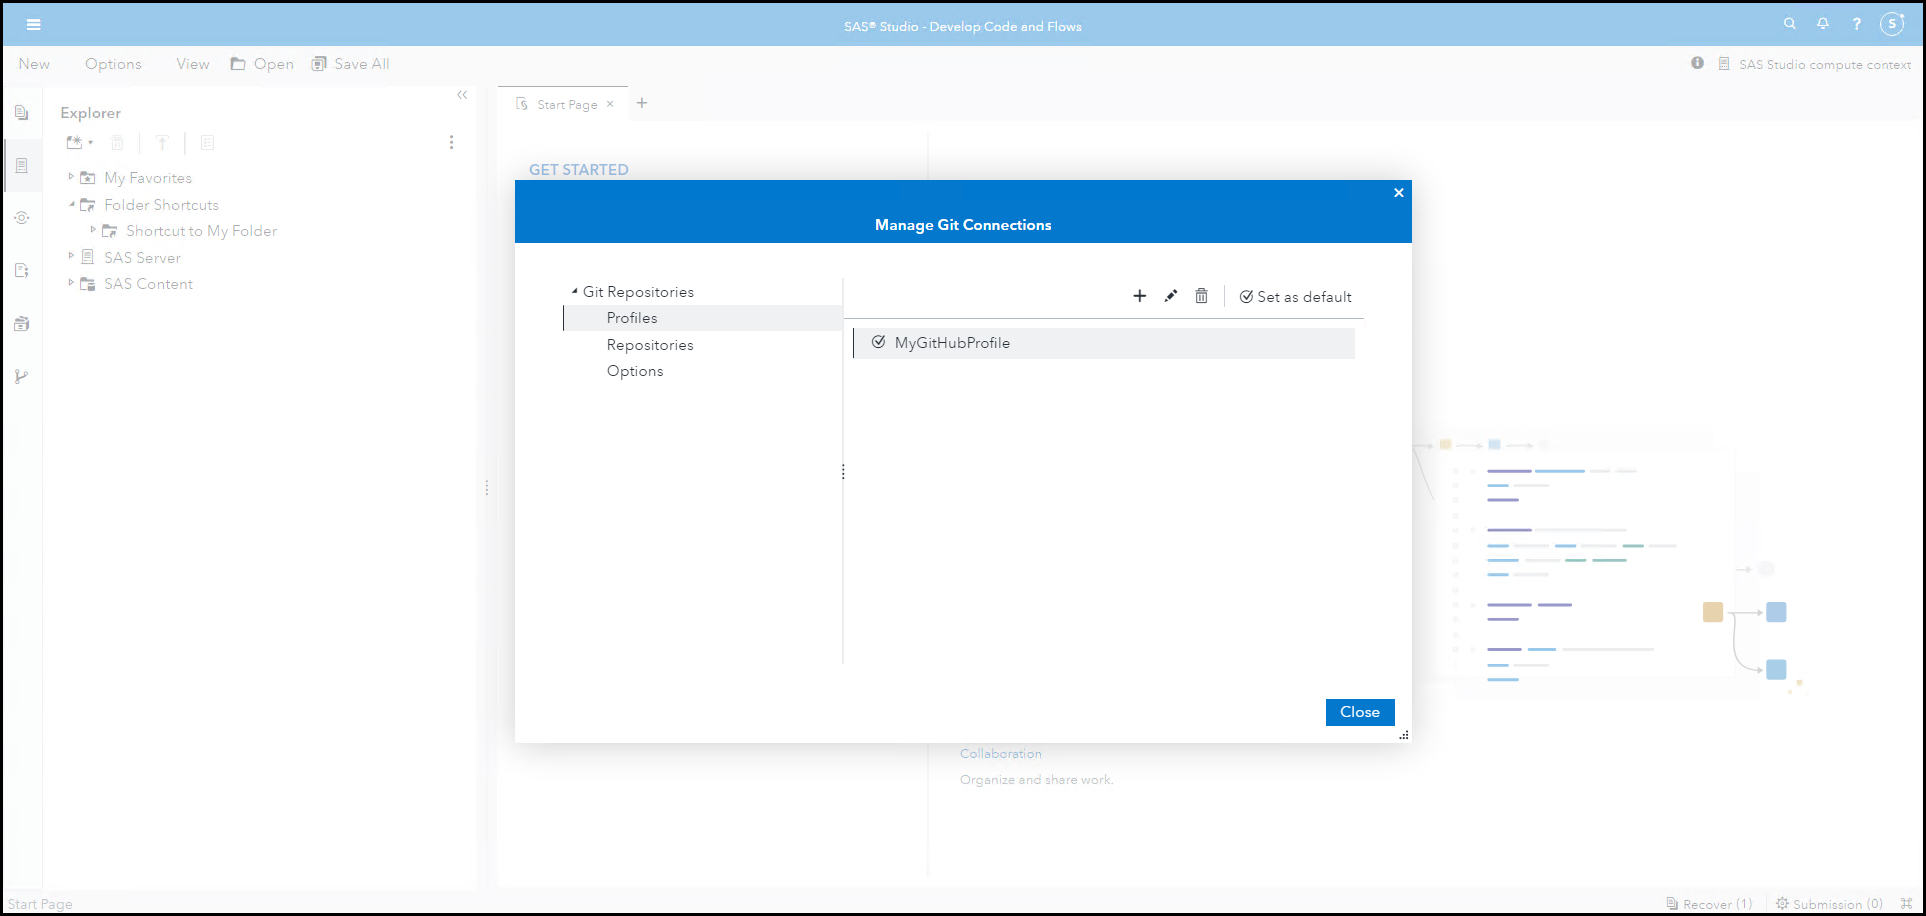 SAS® Studio - Develop Code and Flows
S
New Options View Open Save All
SAS Studio compute context
Explorer
My Favorites
Folder Shortcuts
Shortcut to My Folder
SAS Server
SAS Content
Start Page
GET STARTED
Manage Git Connections
Git Repositories
Profiles
Repositories
Options
Set as default
MyGitHubProfile
Close
Collaboration
Organize and share work.
Start Page
Recover (1) Submission (0)